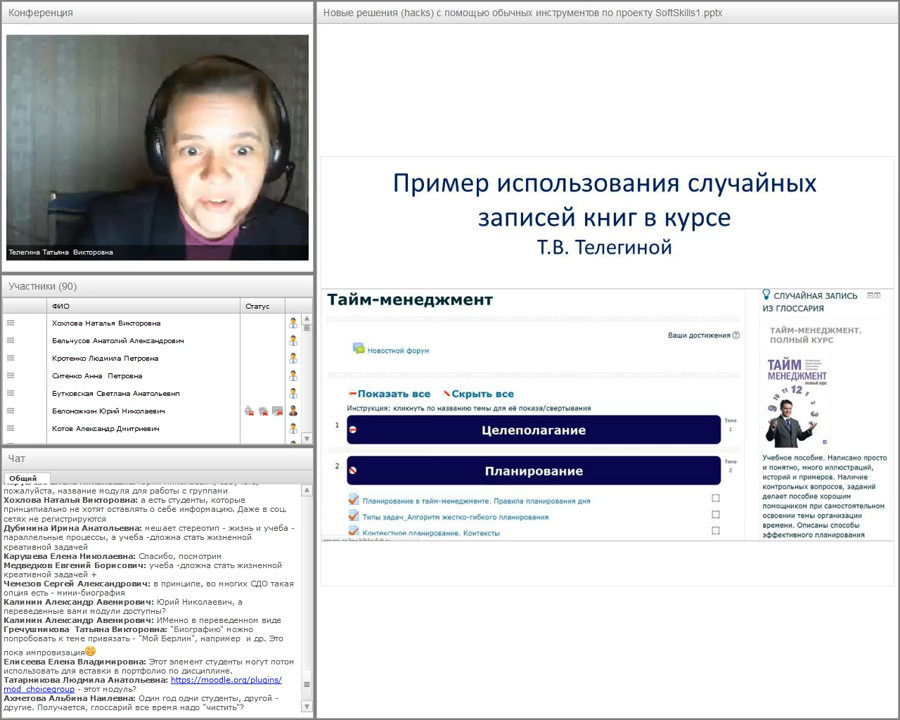 Конференция
Телегина Татьяна Викторовна
Участники (90)
ФИО
Статус
Хохлова Наталья Викторовна
Бельчусов Анатолий Александрович
Кротенко Людмила Петровна
Ситенко Анна Петровна
Бутковская Светлана Анатольевнп
Белоножкин Юрий Николаевич
Котов Александр Дмитриевич
Чат
Общий
пожалуйста, название модуля для работы с группами
Хохлова Наталья Викторовна: а есть студенты, которые
принципиально не хотят оставлять о себе информацию. Даже в соц.
сетях не регистрируются
Дубинина Ирина Анатольевна: мешает стереотип - жизнь и учеба -
параллельные процессы, а учеба -дложна стать жизненной
креативной задачей
Карушева Елена Николаевна: Спасибо, посмотрин
Медведков Евгений Борисович: учеба -дложна стать жизненной
креативной задачей +
Чемезов Сергей Александрович: в принципе, во многих СДО такая
опция есть - мини-биография
Калинин Александр Авенирович: Юрий Николаевич, а
переведенные вами модули доступны?
Калинин Александр Авенирович: ИМенно в переведенном виде
Гречушникова Татьяна Викторовна: "Биографию" можно
попробовать к теме привязать - "Мой Берлин", например и др. Это
пока импровизация
Елисеева Елена Владимировна: Этот элемент студенты могут потом
использовать для вставки в портфолио по дисциплине.
Татарникова Людмила Анатольевна: https://moodle.org/plugins/
mod_choicegroup - этот модуль?
Ахметова Альбина Наилевна: Один год одни студенты, другой -
другие. Получается, глоссарий все время надо "чистить"?
Новые решения (hacks) с помощью обычных инструментов по проекту SoftSkills1.pptx
Пример использования случайных
записей книг в курсе
Т.В. Телегиной
Тайм-менеджмент
Ваши достижения
Новостной форум
Показать все Скрыть все
Инструкция: кликнуть по названию темы для её показа/свертывания
1 Целеполагание Тема 1
2 Планирование Тема 2
Планирование в тайм-менеджменте. Правила планирования дня
Типы задач_Алгоритм жестко-гибкого планирования
Контекстное планирование. Контексты
СЛУЧАЙНАЯ ЗАПИСЬ
ИЗ ГЛОССАРИЯ
ТАЙМ-МЕНЕДЖМЕНТ.
ПОЛНЫЙ КУРС
ТАЙМ
МЕНЕДЖМЕНТ
полный курс
Учебное пособие. Написано просто
и понятно, много иллюстраций,
историй и примеров. Наличие
контрольных вопросов, заданий
делает пособие хорошим
помощником при самостоятельном
освоении темы организации
времени. Описаны способы
эффективного планирования